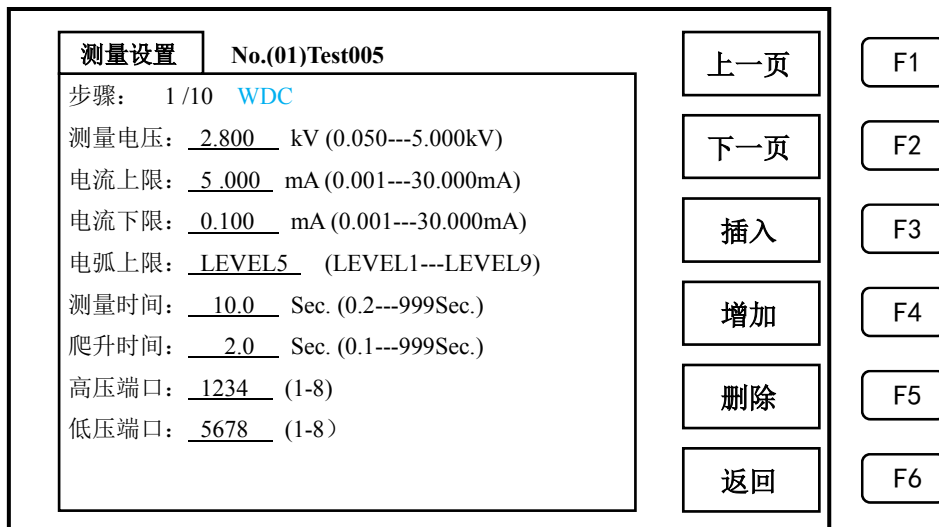 测量设置 No.(01)Test005
步骤： 1 /10 WDC
测量电压： 2.800 kV (0.050---5.000kV)
电流上限： 5 .000 mA (0.001---30.000mA)
电流下限： 0.100 mA (0.001---30.000mA)
电弧上限： LEVEL5 (LEVEL1---LEVEL9)
测量时间： 10.0 Sec. (0.2---999Sec.)
爬升时间： 2.0 Sec. (0.1---999Sec.)
高压端口： 1234 (1-8)
低压端口： 5678 (1-8）
上一页 F1
下一页 F2
插入 F3
增加 F4
删除 F5
返回 F6